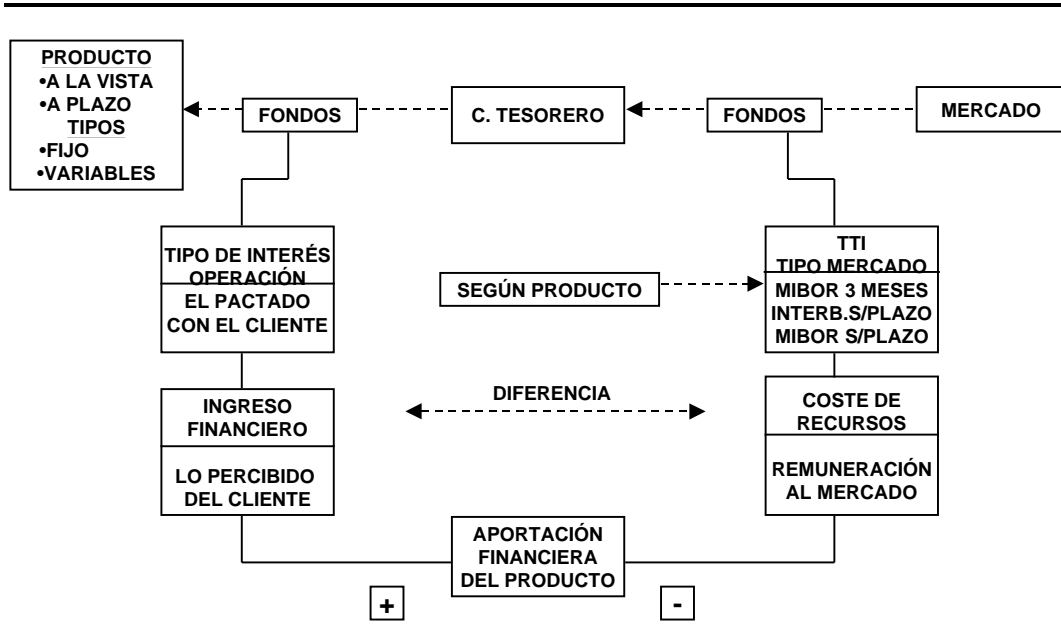 PRODUCTO
•A LA VISTA
•A PLAZO
TIPOS
•FIJO
•VARIABLES
FONDOS
C. TESORERO
FONDOS
MERCADO
TIPO DE INTERÉS
OPERACIÓN
EL PACTADO
CON EL CLIENTE
SEGÚN PRODUCTO
TTI
TIPO MERCADO
MIBOR 3 MESES
INTERB.S/PLAZO
MIBOR S/PLAZO
INGRESO
FINANCIERO
LO PERCIBIDO
DEL CLIENTE
DIFERENCIA
COSTE DE
RECURSOS
REMUNERACIÓN
AL MERCADO
APORTACIÓN
FINANCIERA
DEL PRODUCTO
+
-